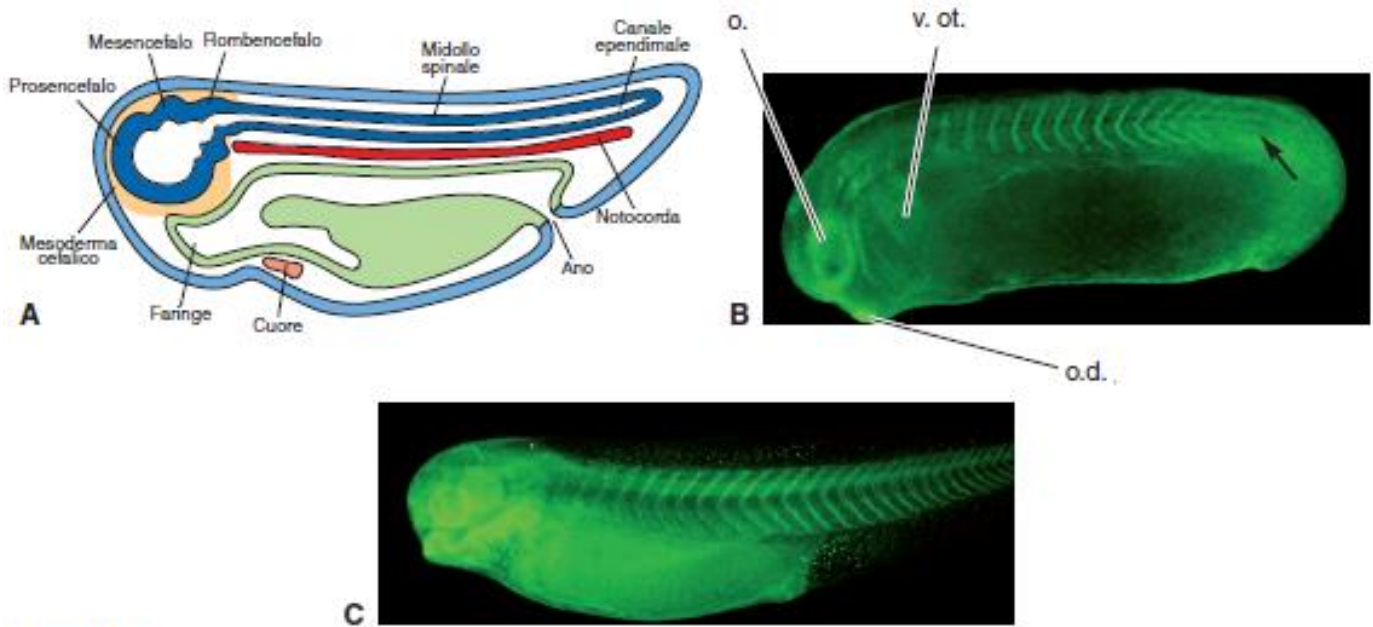 Mesencefalo
Rombencefalo
Prosencefalo
Midollo
spinale
Canale
ependimale
Mesoderma
cefalico
Faringe
Cuore
Notocorda
Ano
A
o.
v. ot.
B
o.d.
C